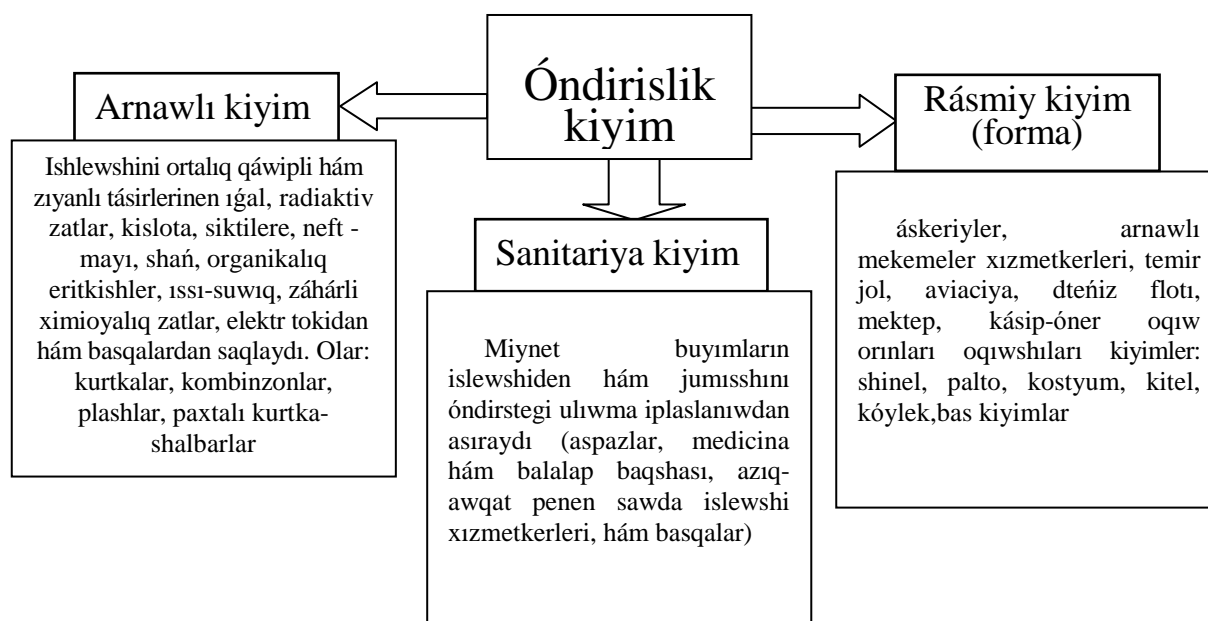 Óndirislik
kiyim
Arnawlı kiyim
Ishlewshini ortalıq qáwipli hám
zıyanlı tásirlerinen ıǵal, radiaktiv
zatlar, kislota, siktilere, neft -
mayı, shań, organikalıq
eritkishler, ıssı-suwıq, záhárli
ximioyalıq zatlar, elektr tokidan
hám basqalardan saqlaydı. Olar:
kurtkalar, kombinzonlar,
plashlar, paxtalı kurtka-
shalbarlar
Sanitariya kiyim
Miynet buyımların
islewshiden hám jumısshını
óndirstegi ulıwma iplaslanıwdan
asıraydı (aspazlar, medicina
hám balalap baqshası, azıq-
awqat penen sawda islewshi
xızmetkerleri, hám basqalar)
Rásmiy kiyim
(forma)
áskeriyler, arnawlı
mekemeler xızmetkerleri, temir
jol, aviaciya, dteńiz flotı,
mektep, kásip-óner oqıw
orınları oqıwshıları kiyimler:
shinel, palto, kostyum, kitel,
kóylek,bas kiyimlar